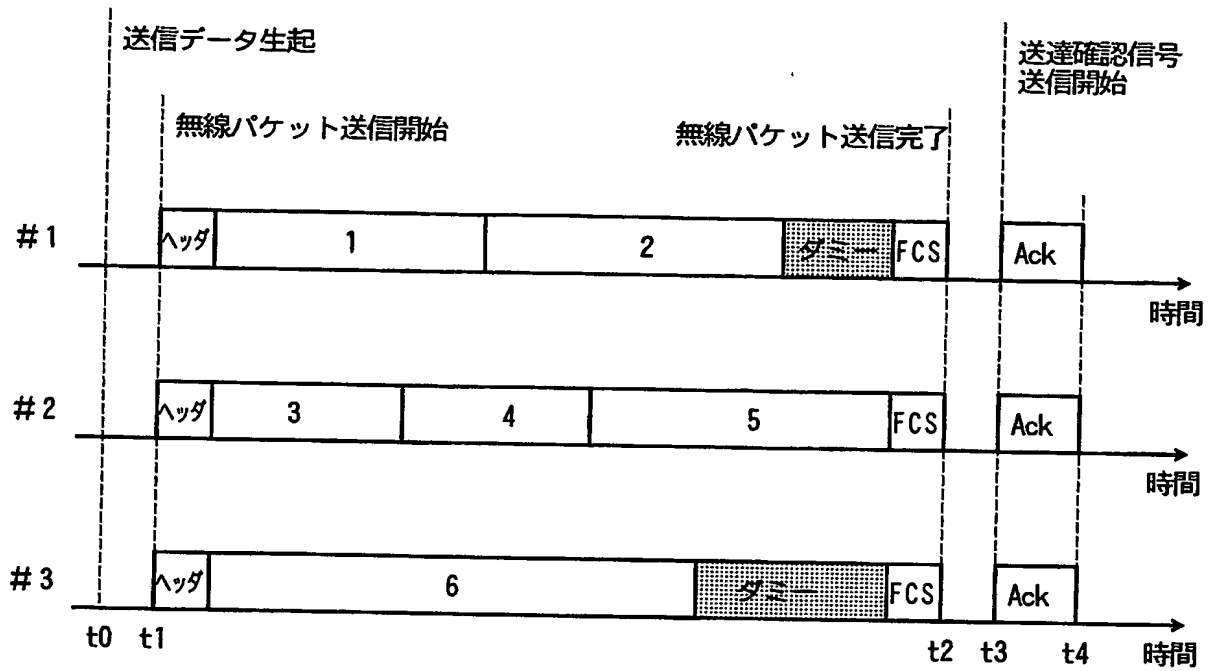 送信データ生起
送達確認信号
送信開始
無線パケット送信開始
無線パケット送信完了
#1
ヘッダ
1
2
ダミー
FCS
Ack
時間
#2
ヘッダ
3
4
5
FCS
Ack
時間
#3
ヘッダ
6
ダミー
FCS
Ack
t0
t1
t2
t3
t4
時間